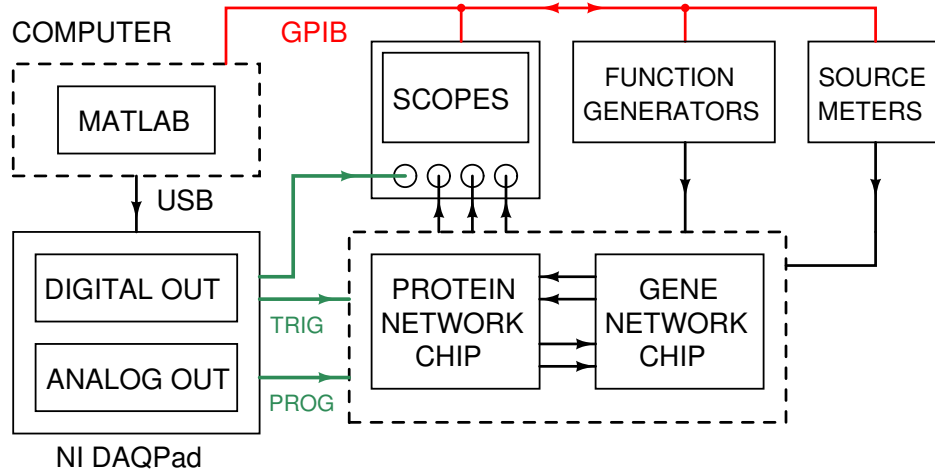 COMPUTER
GPIB
MATLAB
SCOPES
FUNCTION
GENERATORS
SOURCE
METERS
USB
DIGITAL OUT
ANALOG OUT
TRIG
PROG
PROTEIN
NETWORK
CHIP
GENE
NETWORK
CHIP
NI DAQPad